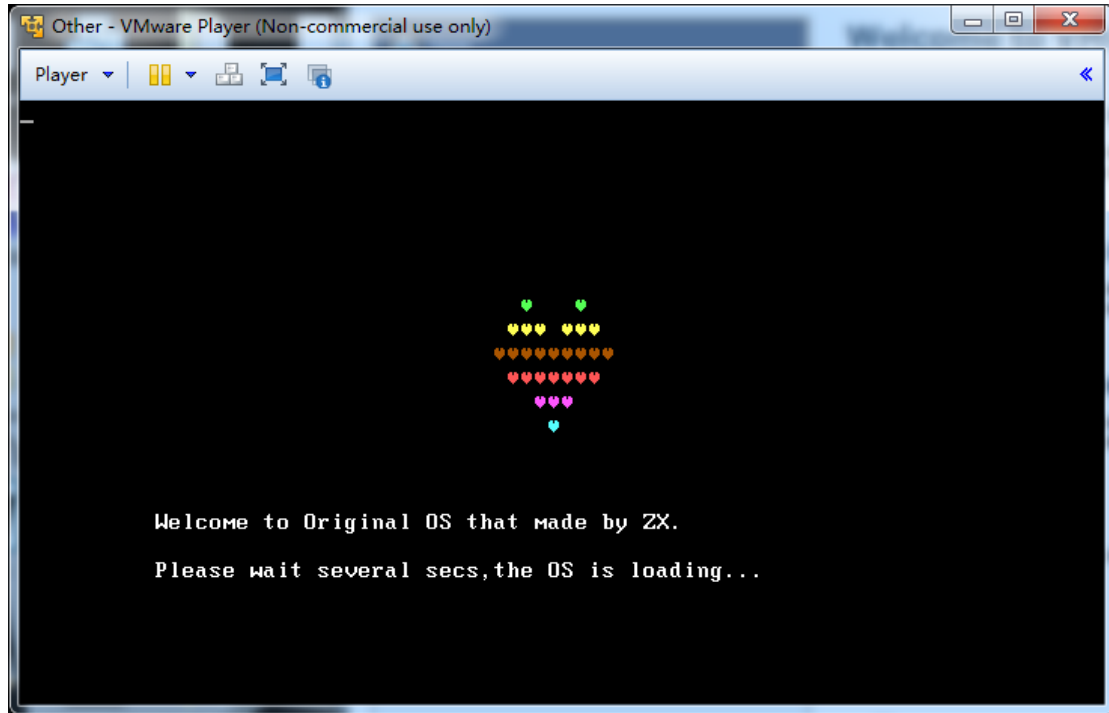 Other - VMware Player (Non-commercial use only)
Player
Welcome to Original OS that made by ZX.
Please wait several secs,the OS is loading...